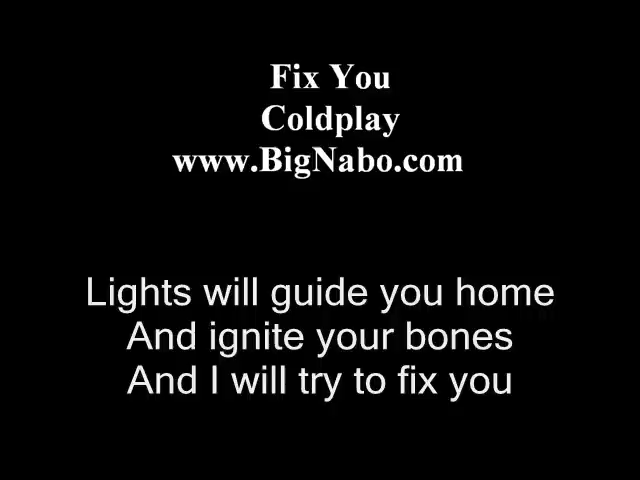 Fix You
Coldplay
www.BigNabo.com
Lights will guide you home
And ignite your bones
And I will try to fix you